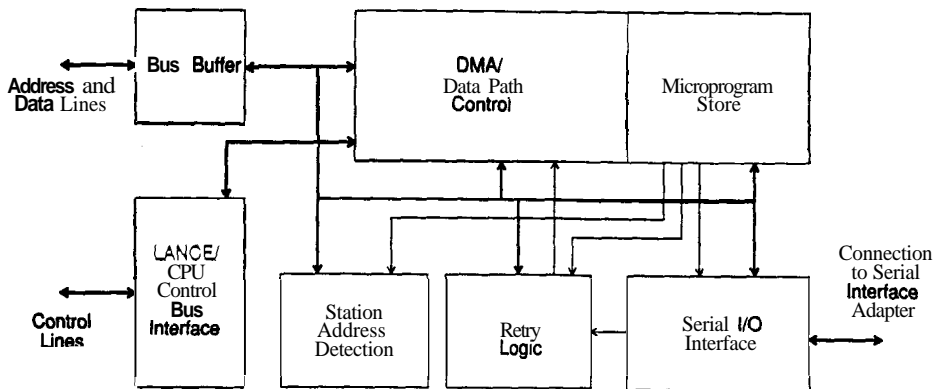 Bus Buffer
Address and
Data Lines
DMA/
Data Path
Control
Microprogram
Store
LANCE/
CPU
Control
Bus
Interface
Control
Lines
Station
Address
Detection
Retry
Logic
Serial I/O
Interface
Connection
to Serial
Interface
Adapter